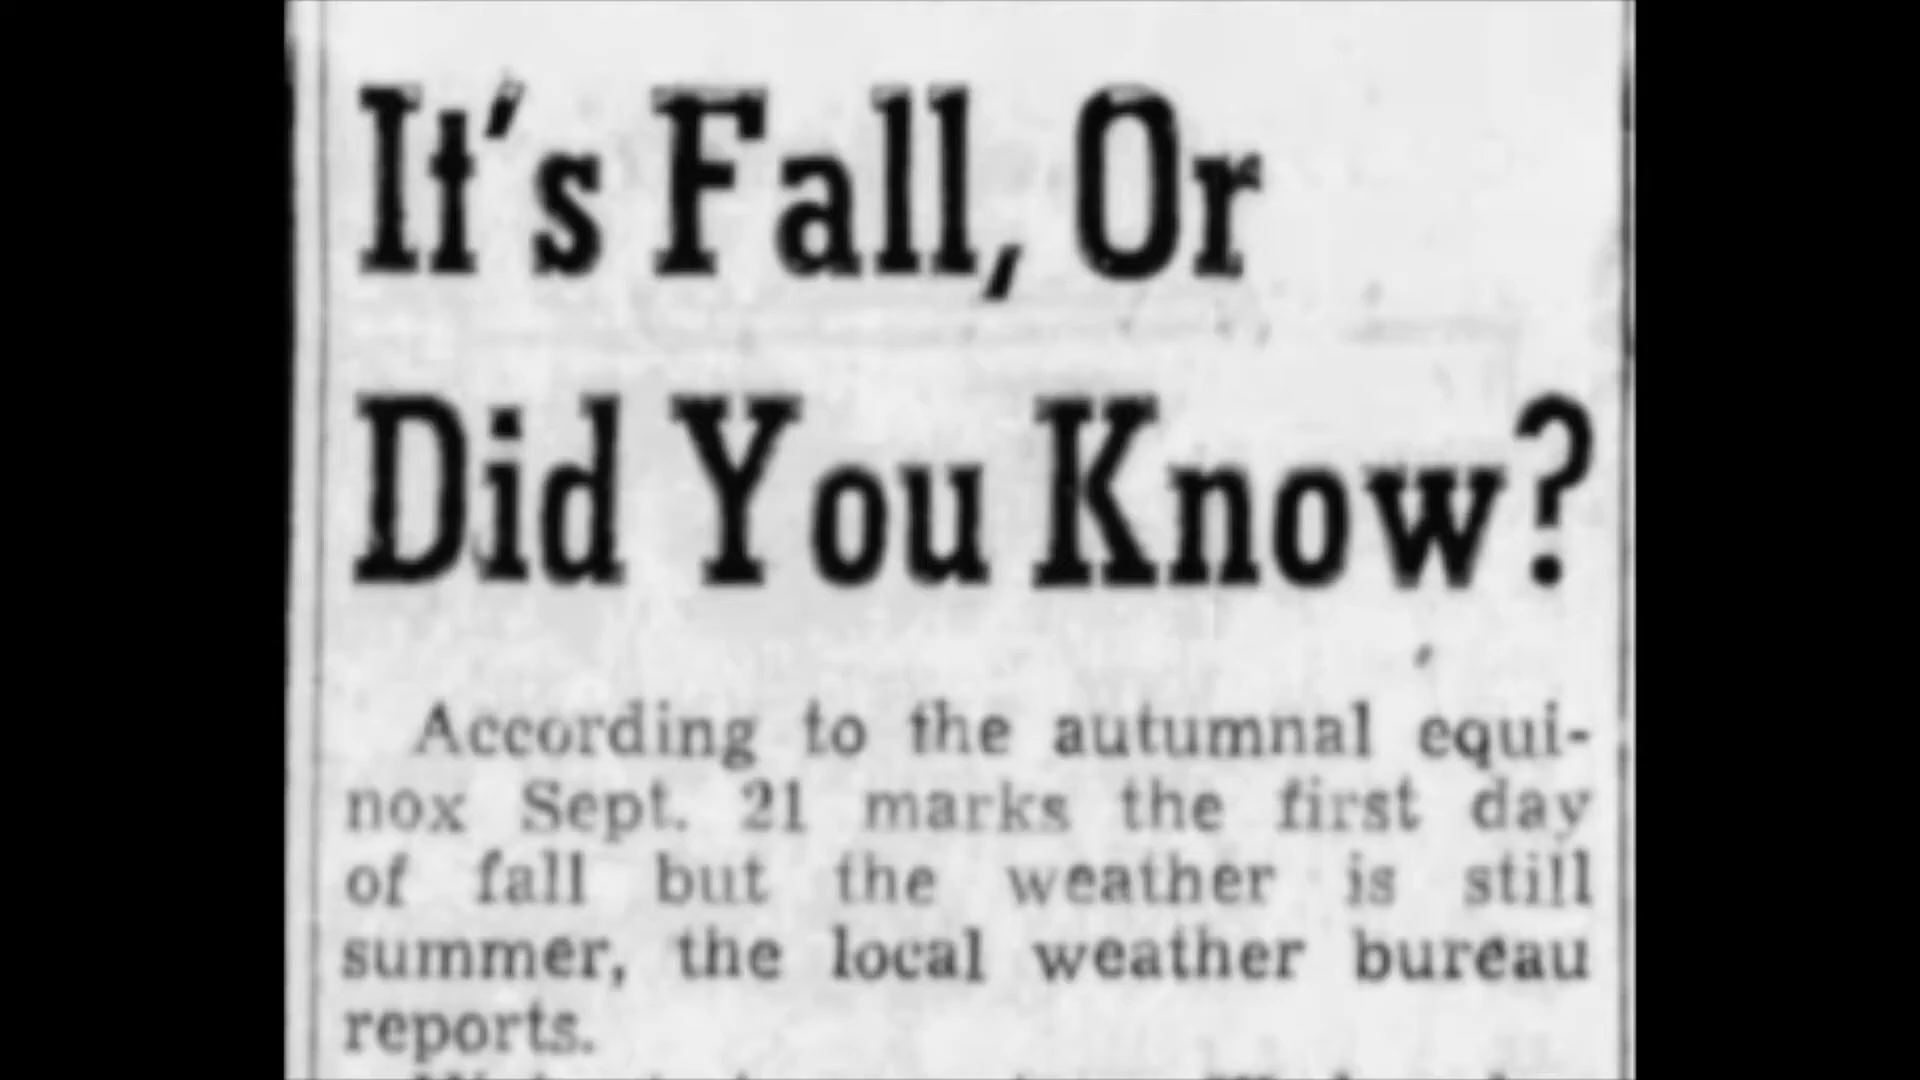 It's Fall, Or
Did You Know?
According to the autumnal equi-
nox Sept. 21 marks the first day
of fall but the weather is still
summer, the local weather bureau
reports.